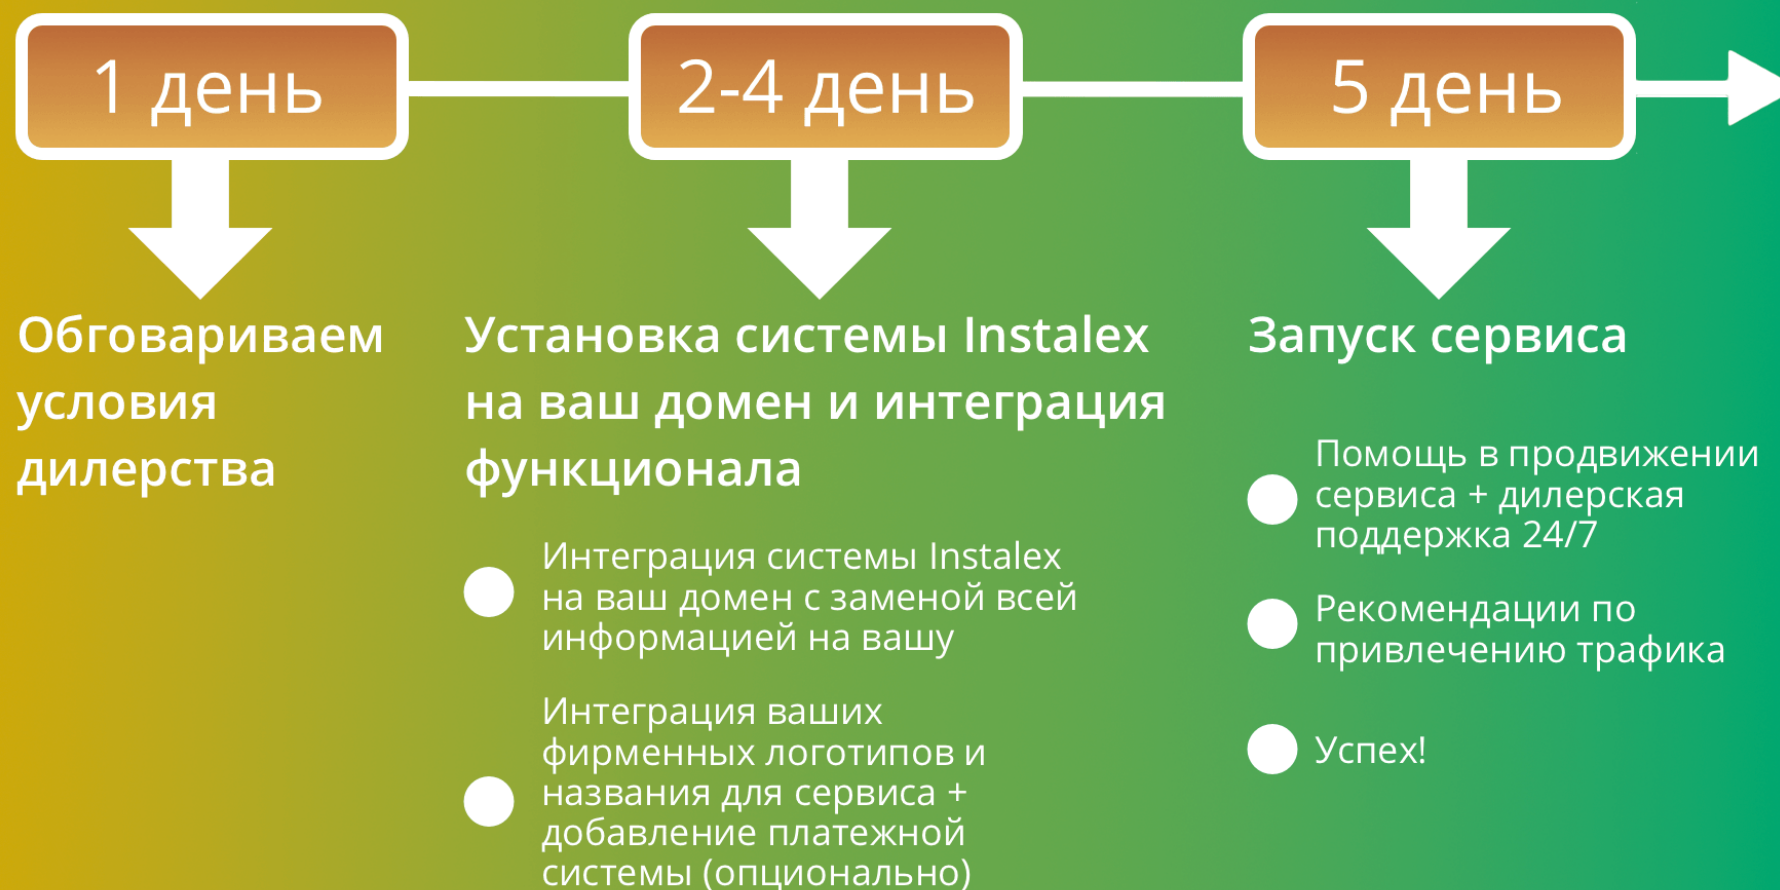 1 день
2-4 день
5 день
Обговариваем
условия
дилерства
Установка системы Instalex
на ваш домен и интеграция
функционала
Интеграция системы Instalex
на ваш домен с заменой всей
информацией на вашу
Интеграция ваших
фирменных логотипов и
названия для сервиса +
добавление платежной
системы (опционально)
Запуск сервиса
Помощь в продвижении
сервиса + дилерская
поддержка 24/7
Рекомендации по
привлечению трафика
Успех!